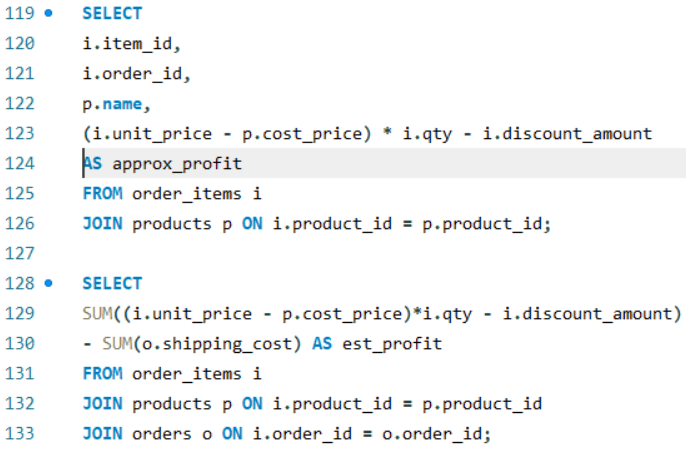 119 SELECT
120 i.item_id,
121 i.order_id,
122 p.name,
123 (i.unit_price - p.cost_price) * i.qty - i.discount_amount
124 AS approx_profit
125 FROM order_items i
126 JOIN products p ON i.product_id = p.product_id;
127
128 SELECT
129 SUM((i.unit_price - p.cost_price)*i.qty - i.discount_amount)
130 - SUM(o.shipping_cost) AS est_profit
131 FROM order_items i
132 JOIN products p ON i.product_id = p.product_id
133 JOIN orders o ON i.order_id = o.order_id;